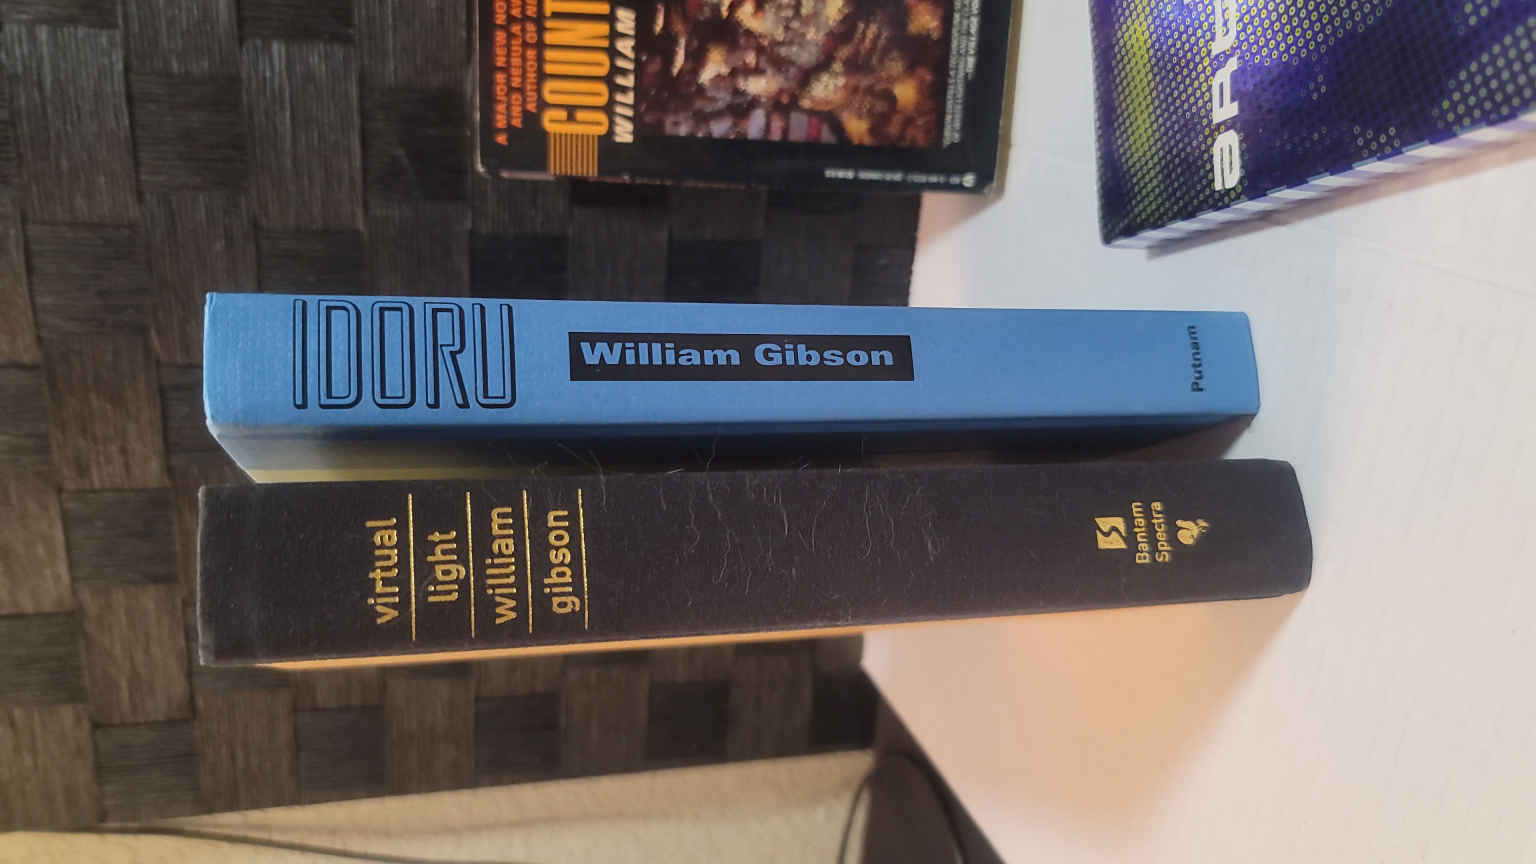 A MAJOR NEW NO
AND NEBULA AW
AUTHOR OF N
COUNT
WILLIAM
IDORU
William Gibson
Putnam
virtual
light
william
gibson
Bantam
Spectra